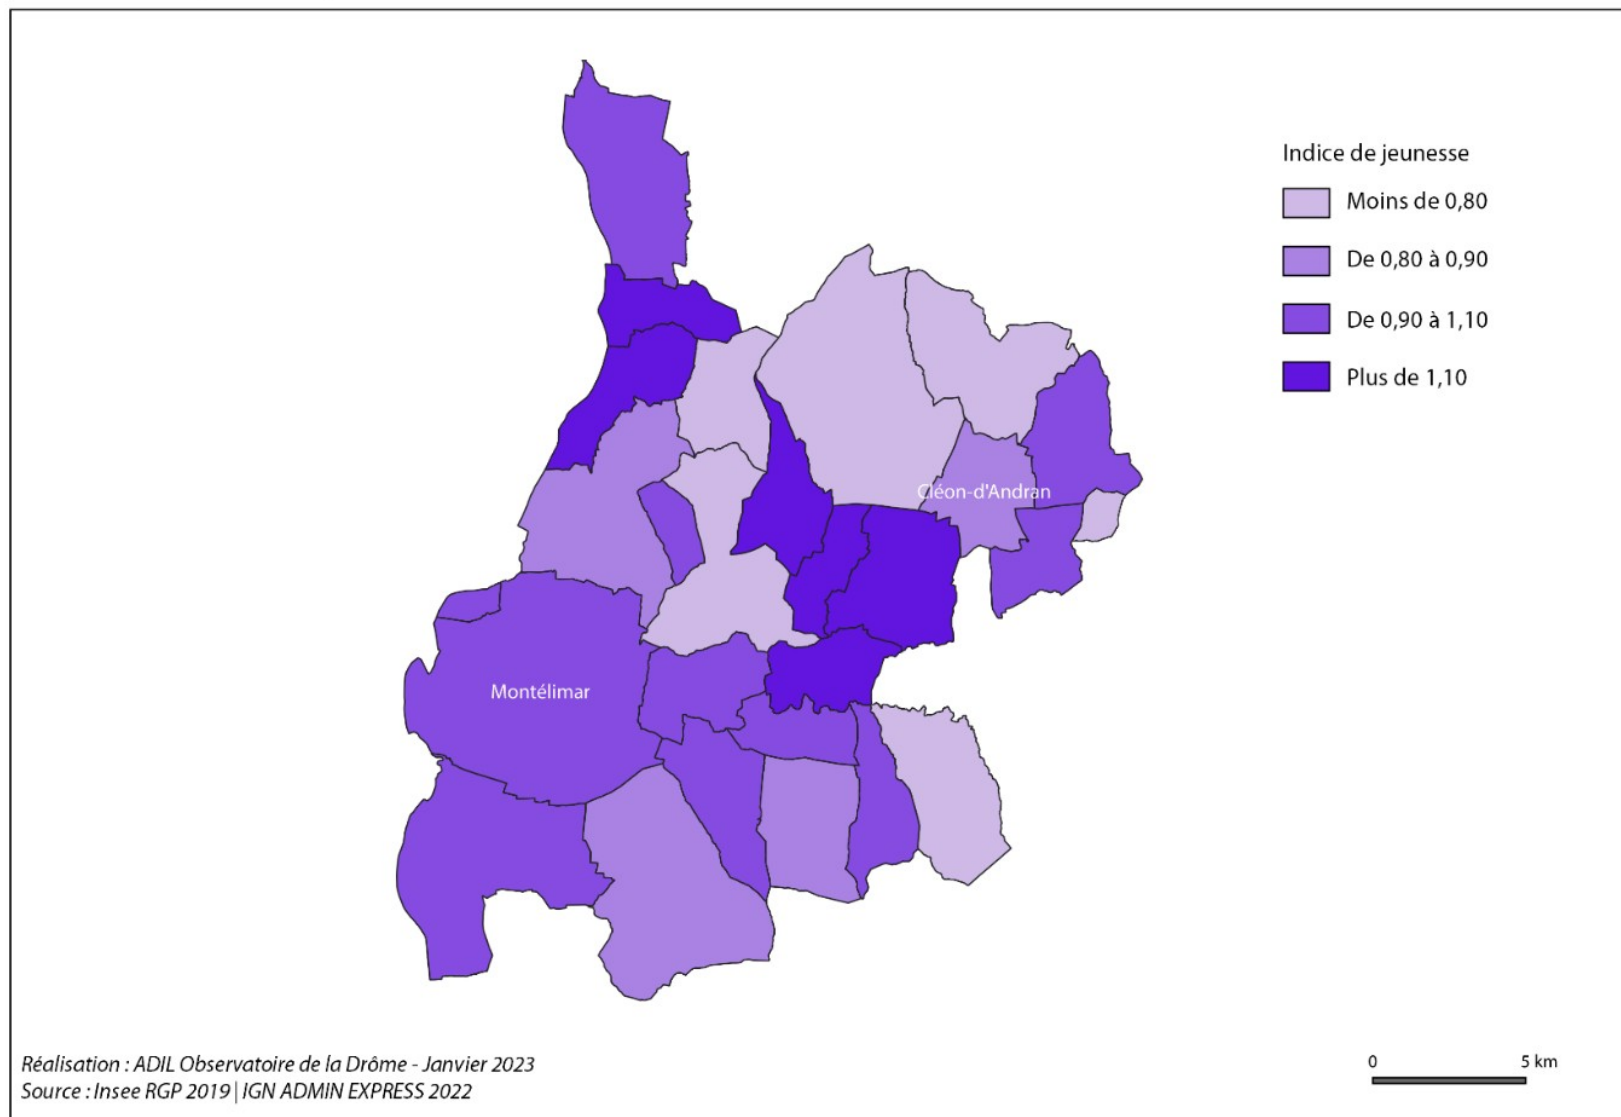 Indice de jeunesse
Moins de 0,80
De 0,80 à 0,90
De 0,90 à 1,10
Plus de 1,10
Cléon-d'Andran
Montélimar
Réalisation : ADIL Observatoire de la Drôme - Janvier 2023
Source : Insee RGP 2019 | IGN ADMIN EXPRESS 2022
0 5 km